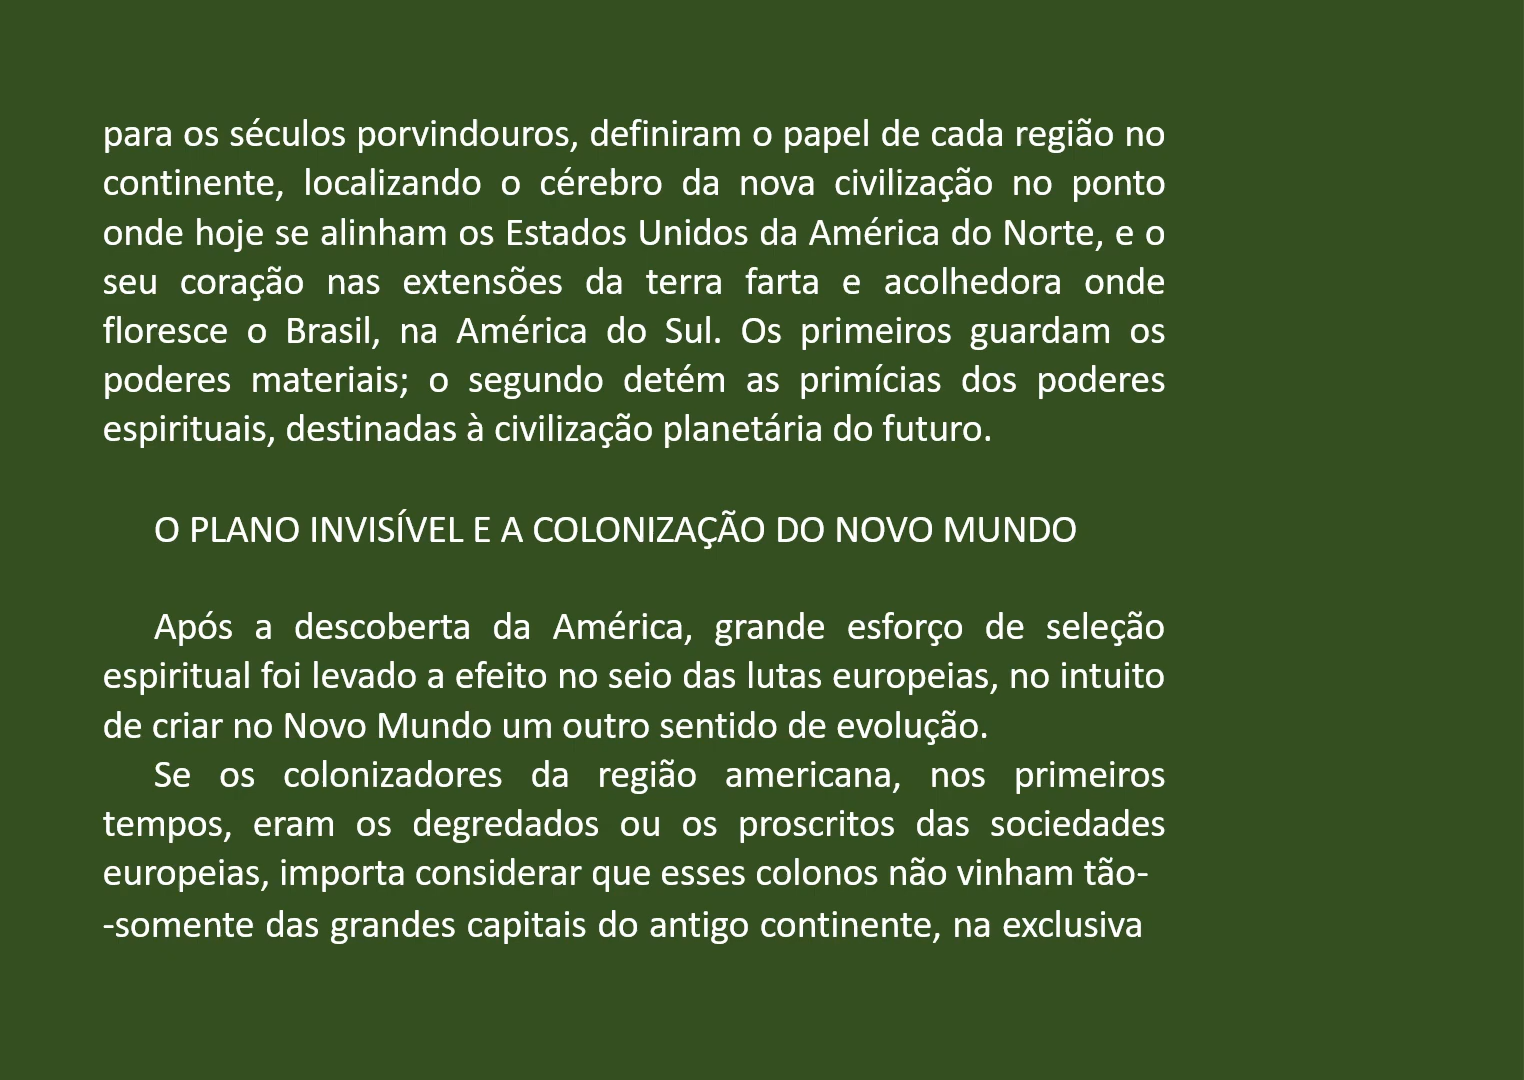 para os séculos porvindouros, definiram o papel de cada região no
continente, localizando o cérebro da nova civilização no ponto
onde hoje se alinham os Estados Unidos da América do Norte, e o
seu coração nas extensões da terra farta e acolhedora onde
floresce o Brasil, na América do Sul. Os primeiros guardam os
poderes materiais; o segundo detém as primícias dos poderes
espirituais, destinadas à civilização planetária do futuro.
O PLANO INVISÍVEL E A COLONIZAÇÃO DO NOVO MUNDO
Após a descoberta da América, grande esforço de seleção
espiritual foi levado a efeito no seio das lutas europeias, no intuito
de criar no Novo Mundo um outro sentido de evolução.
Se os colonizadores da região americana, nos primeiros
tempos, eram os degredados ou os proscritos das sociedades
europeias, importa considerar que esses colonos não vinham tão-
-somente das grandes capitais do antigo continente, na exclusiva